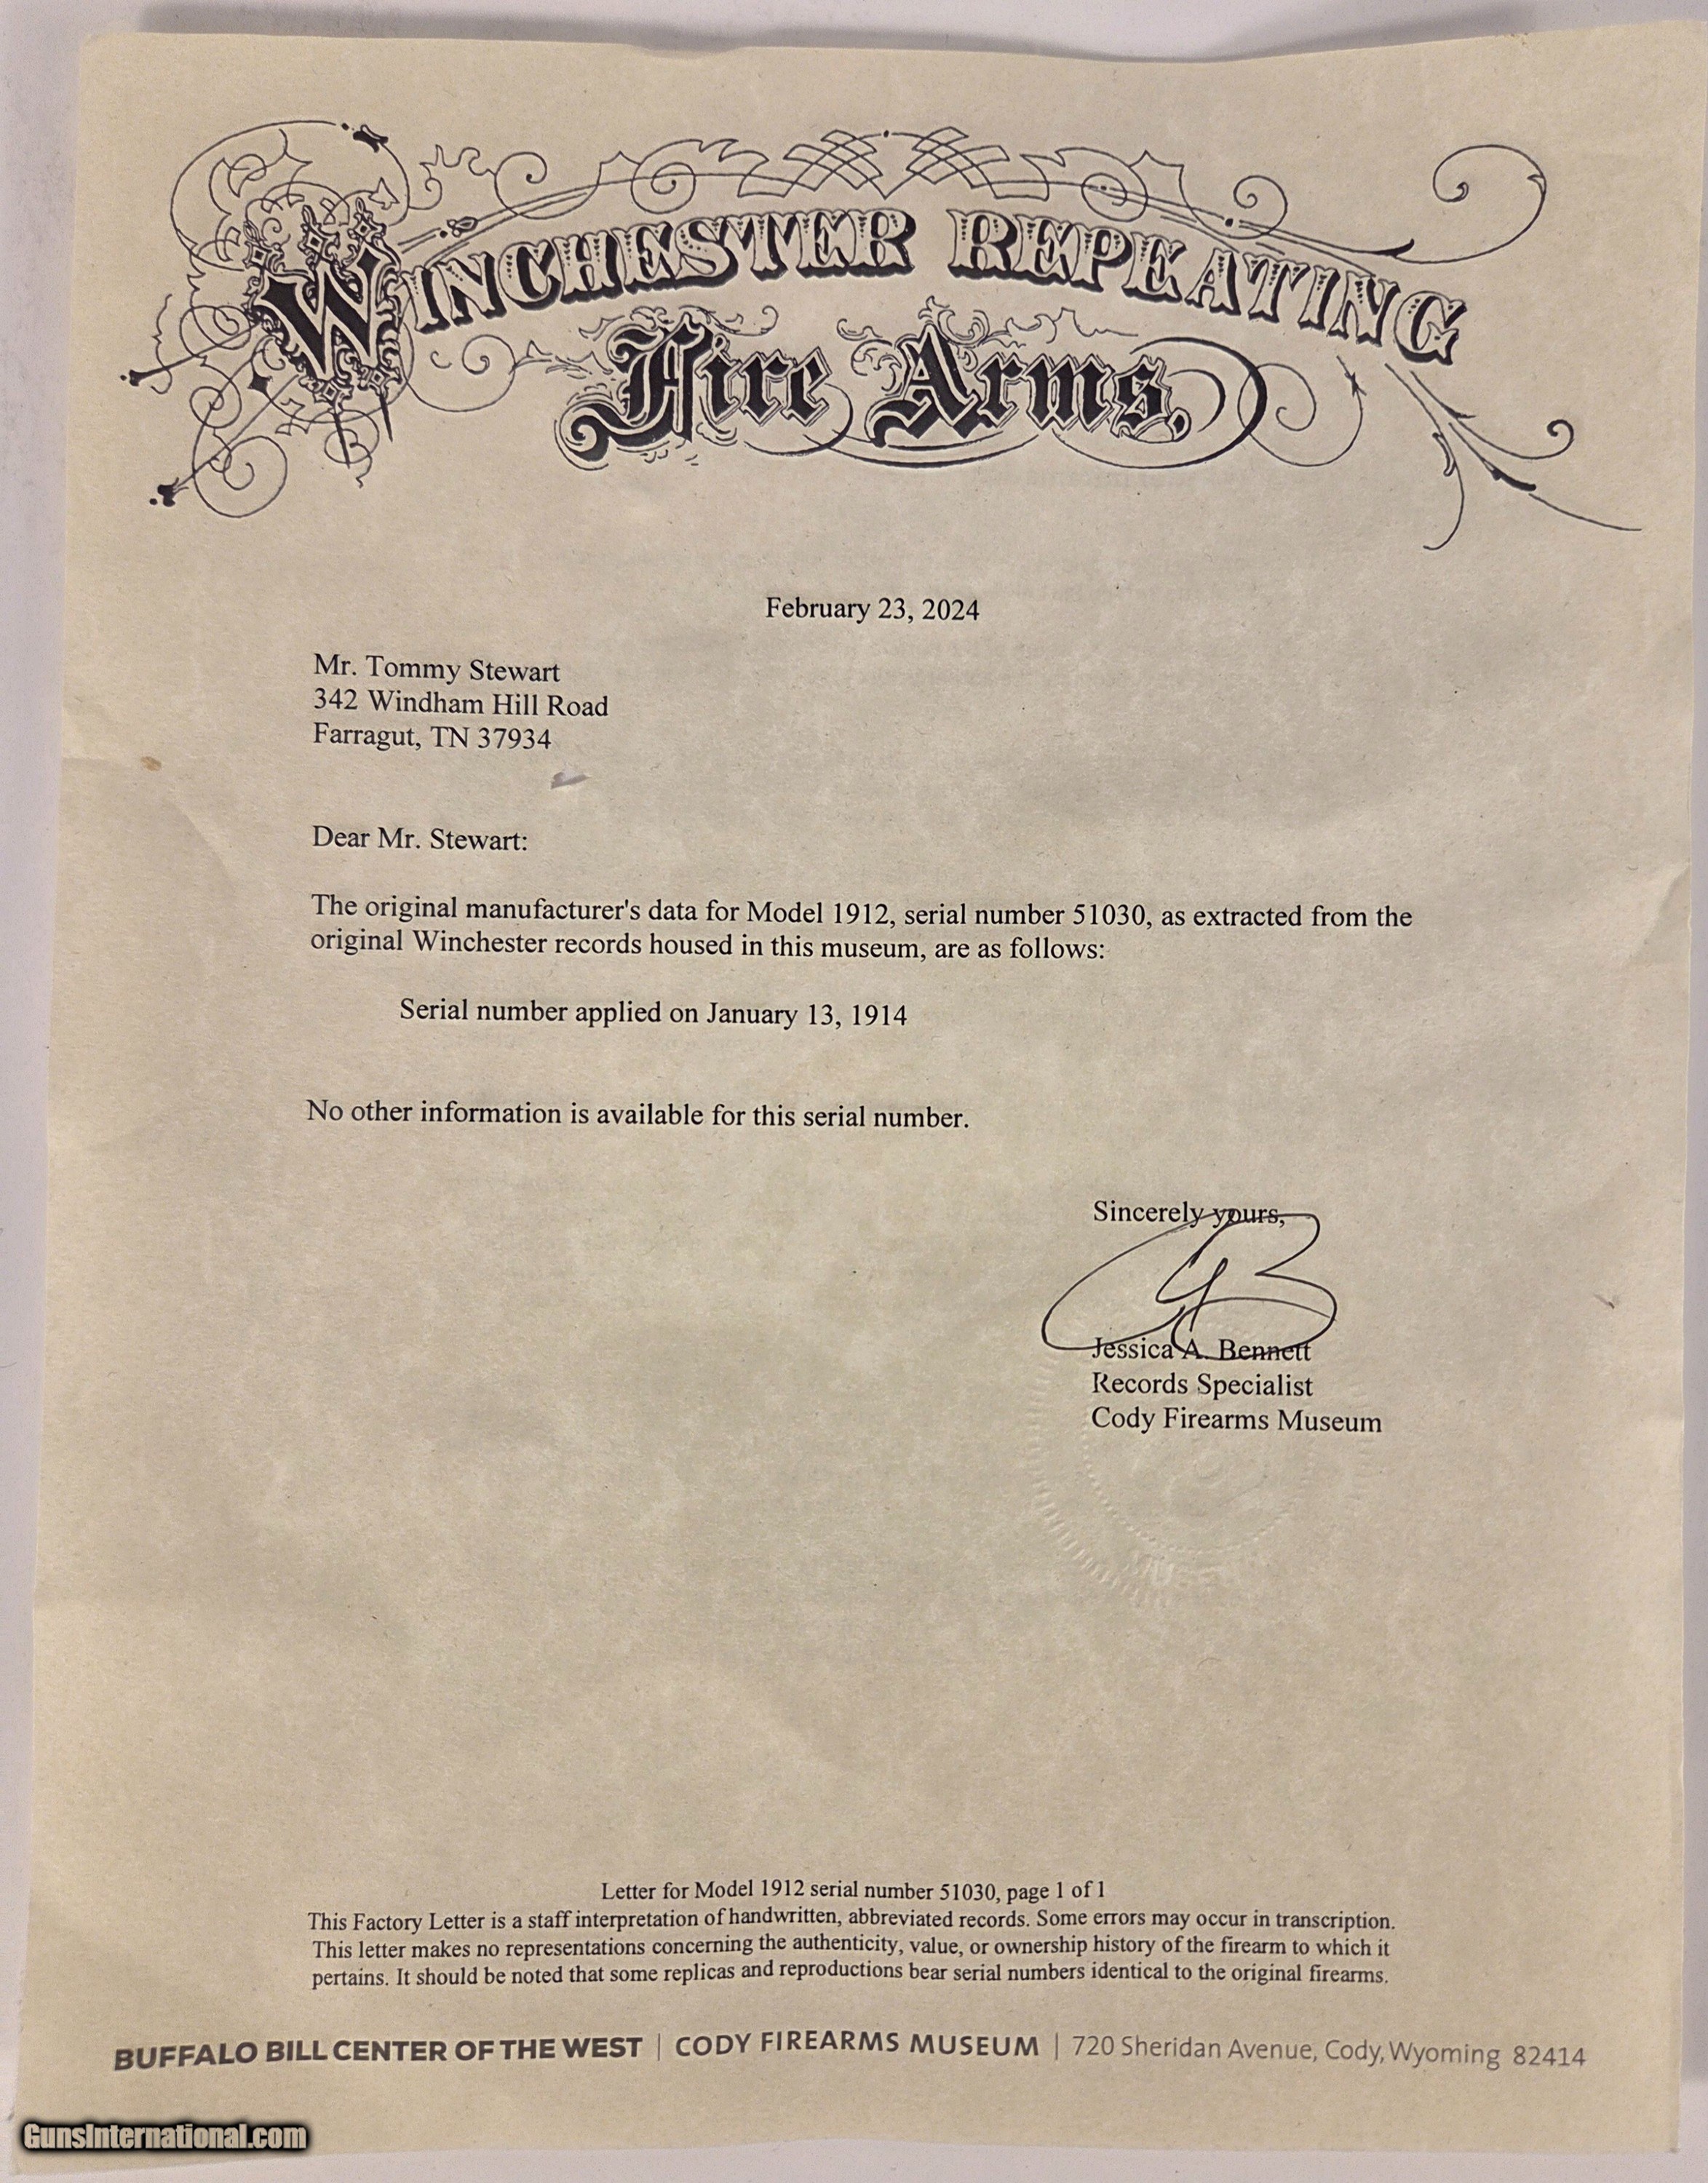 WINCHESTER REPEATING
Fire Arms,
February 23, 2024
Mr. Tommy Stewart
342 Windham Hill Road
Farragut, TN 37934
Dear Mr. Stewart:
The original manufacturer's data for Model 1912, serial number 51030, as extracted from the
original Winchester records housed in this museum, are as follows:
Serial number applied on January 13, 1914
No other information is available for this serial number.
Sincerely yours,
Jessica A. Bennett
Records Specialist
Cody Firearms Museum
Letter for Model 1912 serial number 51030, page 1 of 1
This Factory Letter is a staff interpretation of handwritten, abbreviated records. Some errors may occur in transcription.
This letter makes no representations concerning the authenticity, value, or ownership history of the firearm to which it
pertains. It should be noted that some replicas and reproductions bear serial numbers identical to the original firearms.
BUFFALO BILL CENTER OF THE WEST | CODY FIREARMS MUSEUM | 720 Sheridan Avenue, Cody, Wyoming 82414
GunsInternational.com